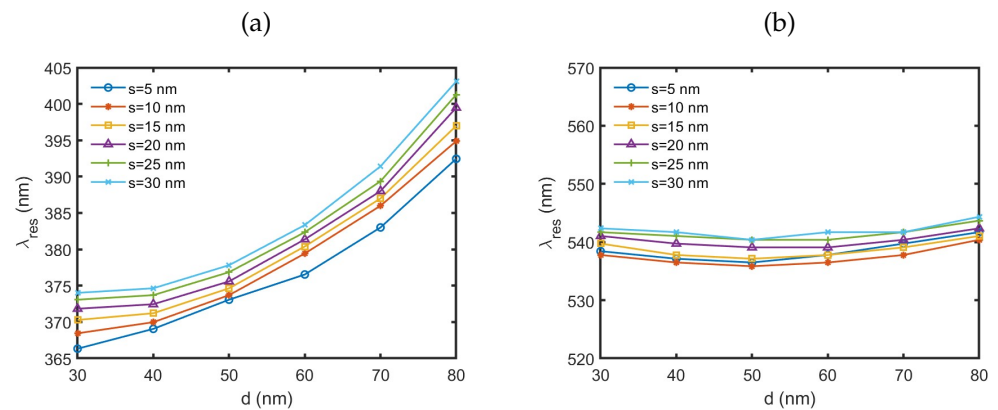 (a)
(b)
405
400
395
390
385
380
375
370
365
30 40 50 60 70 80
d (nm)
λres (nm)
s=5 nm
s=10 nm
s=15 nm
s=20 nm
s=25 nm
s=30 nm
570
560
550
540
530
520
30 40 50 60 70 80
d (nm)
λres (nm)
s=5 nm
s=10 nm
s=15 nm
s=20 nm
s=25 nm
s=30 nm